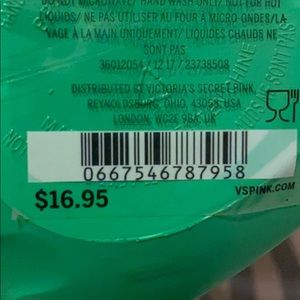 DO NOT MICROWAVE/ HAND WASH ONLY/ NOT FOR HOT
LIQUIDS/ NE PAS UTILISER AU FOUR À MICRO-ONDES/LA
VAGE À LA MAIN UNIQUEMENT/ LIQUIDES CHAUDS NE
SONT PAS
36012054 / 12 17 / 23738508
DISTRIBUTED BY VICTORIA'S SECRET PINK,
REYNOLDSBURG, OHIO, 43068, USA
LONDON, WC2E 9BA, UK
0667546787958
$16.95
VSPINK.COM